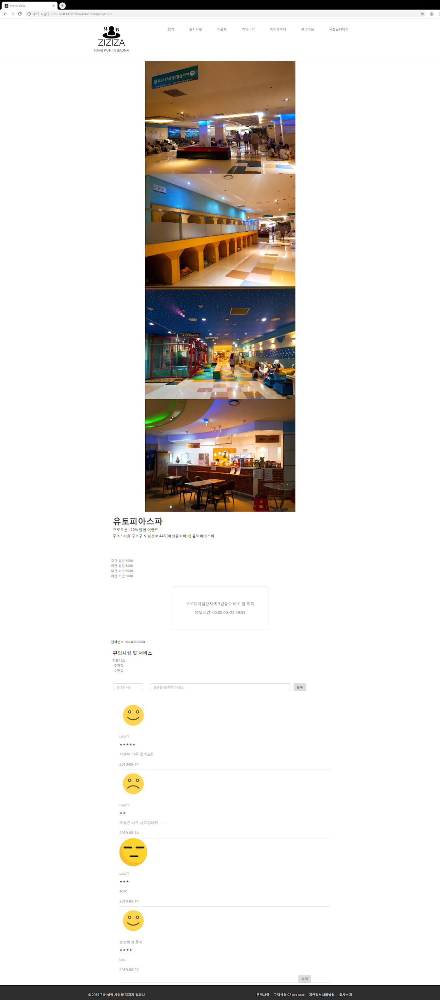 Home ziziza
주의 요함 | 192.168.0.182/ziziza/detail?companyNo=1
찾기 공지사항 이벤트 커뮤니티 마이페이지 로그아웃 사장님페이지
ZIZIZA
HAVE FUN IN SAUNA
휘트니스클럽 참숯가마
BEER HOUSE
BEER HOUSE
유토피아스파
프로모션 : 20% 할인 이벤트
주소 : 서울 구로구 도림천로 446 (예성유토피아) 유토피아스파
주간 성인 8000
야간 성인 8000
주간 소인 5000
야간 소인 5000
구로디지털단지역 3번출구 바로 앞 위치
영업시간: 00:00:00~23:59:59
전화번호 : 02-839-0000
편의시설 및 서비스
휘트니스
주차장
수면실
점수(1~5) 댓글을 입력해주세요. 등록
user1
★★★★★
시설이 너무 좋아요!!
2019-08-14
user1
★★
오늘은 너무 시끄럽네요 ㅡㅡ
2019-08-14
user1
★★★
soso
2019-08-14
찜질방의 품격
★★★★
test
2019-08-27
삭제
© 2019-7-04설립 사업명:지지자 컴퍼니 문의사항 고객센터 02-xxx-xxxx 개인정보처리방침 회사소개